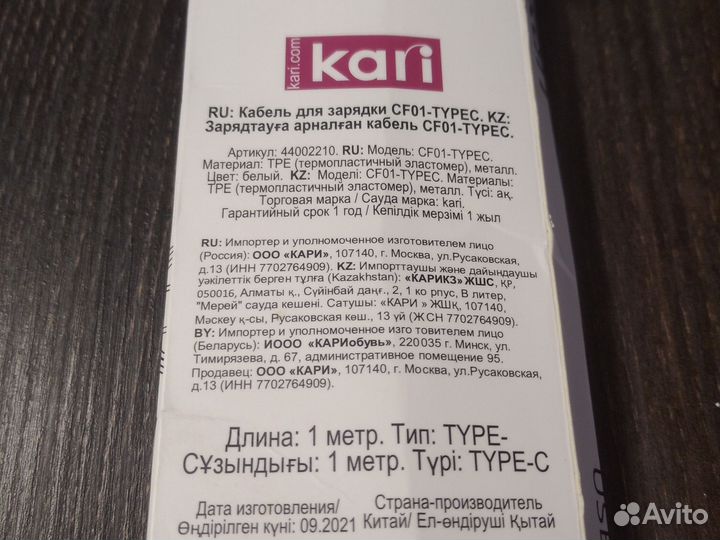 kari.com
kari
RU: Кабель для зарядки CF01-TYPEC. KZ:
Зарядтауға арналған кабель CF01-TYPEC.
Артикул: 44002210. RU: Модель: CF01-TYPEC.
Материал: TPE (термопластичный эластомер), металл.
Цвет: белый. KZ: Моделі: CF01-TYPEC. Материалы:
TPE (термопластичный эластомер), металл. Түсі: ақ.
Торговая марка / Сауда марка: kari.
Гарантийный срок 1 год / Кепілдік мерзімі 1 жыл
RU: Импортер и уполномоченное изготовителем лицо
(Россия): ООО «КАРИ», 107140, г. Москва, ул.Русаковская,
д.13 (ИНН 7702764909). KZ: Импорттаушы және дайындаушы
уәкілеттік берген тұлға (Kazakhstan): «КАРИКЗ» ЖШС, ҚР,
050016, Алматы қ., Сүйінбай даңғ., 2, 1 ко рпус, В литер,
"Мерей" сауда кешені. Сатушы: «КАРИ » ЖШҚ, 107140,
Мәскеу қ-сы, Русаковская көш., 13 үй (ЖСН 7702764909).
BY: Импортер и уполномоченное изго товителем лицо
(Беларусь): ИООО «КАРИобувь», 220035 г. Минск, ул.
Тимирязева, д. 67, административное помещение 95.
Продавец: ООО «КАРИ», 107140, г. Москва, ул.Русаковская,
д.13 (ИНН 7702764909).
Длина: 1 метр. Тип: TYPE-
CҰзындығы: 1 метр. Түрі: TYPE-C
Дата изготовления/ Страна-производитель
Өңдірілген күні: 09.2021 Китай/ Ел-өндіруші Қытай
Avito